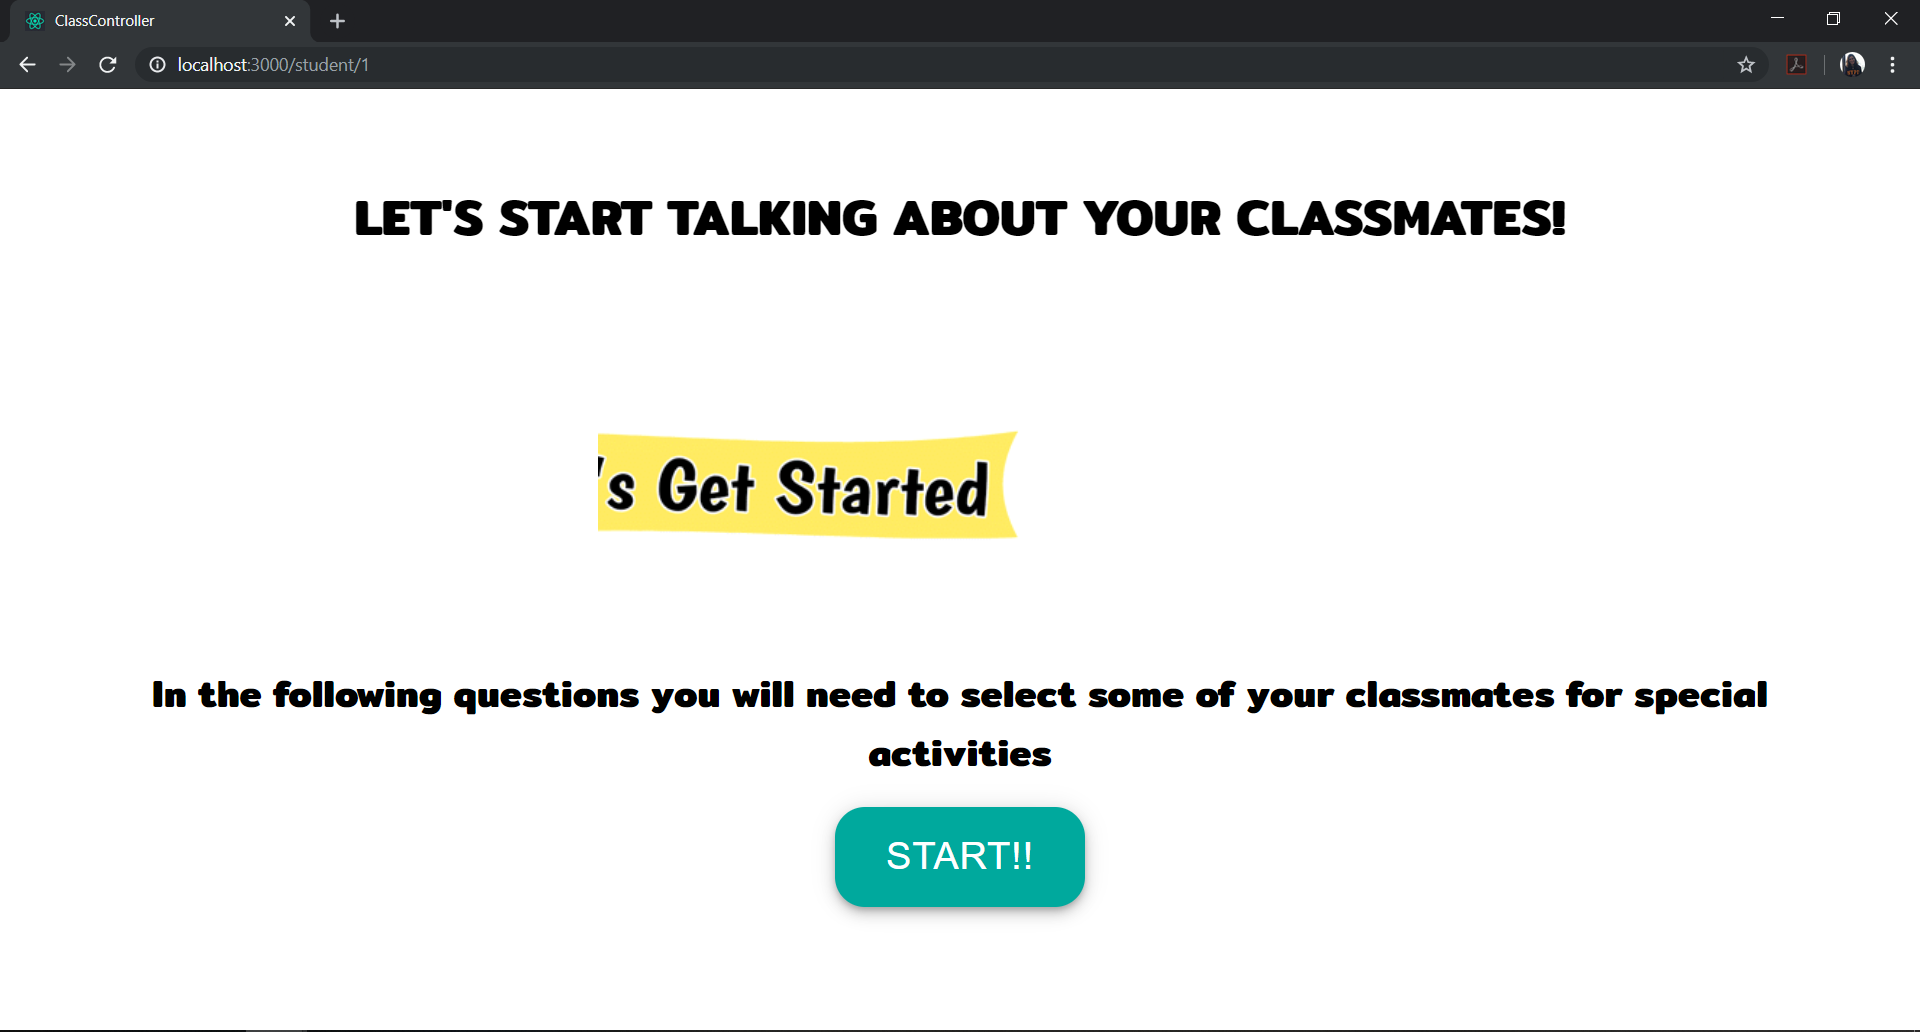 ClassController
localhost:3000/student/1
LET'S START TALKING ABOUT YOUR CLASSMATES!
's Get Started
In the following questions you will need to select some of your classmates for special
activities
START!!